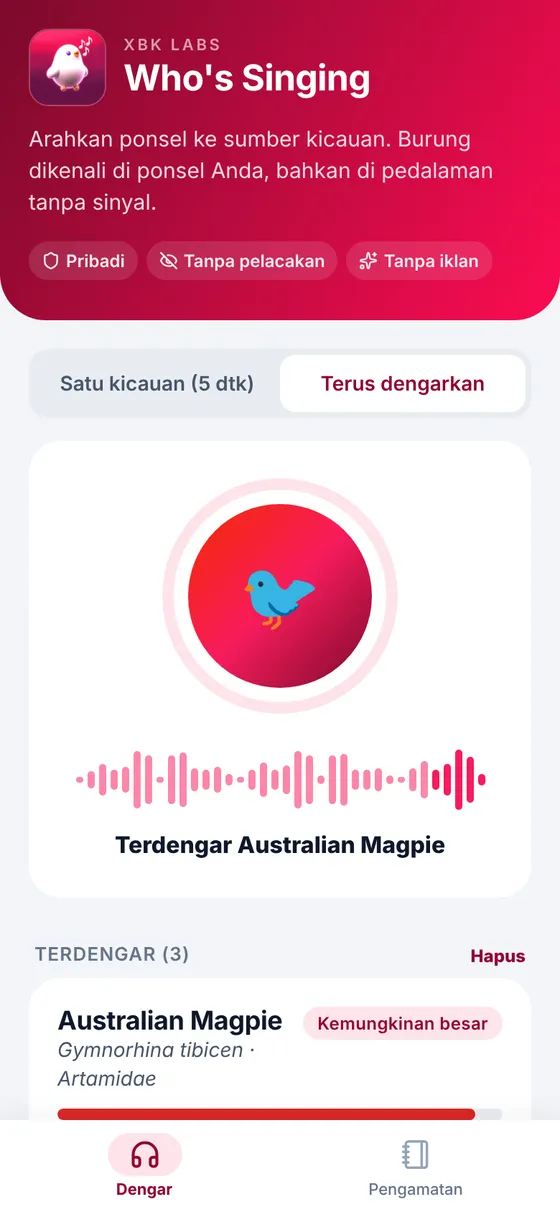 XBK LABS
Who's Singing
Arahkan ponsel ke sumber kicauan. Burung
dikenali di ponsel Anda, bahkan di pedalaman
tanpa sinyal.
Pribadi
Tanpa pelacakan
Tanpa iklan
Satu kicauan (5 dtk)
Terus dengarkan
Terdengar Australian Magpie
TERDENGAR (3)
Hapus
Australian Magpie
Kemungkinan besar
Gymnorhina tibicen ·
Artamidae
Dengar
Pengamatan